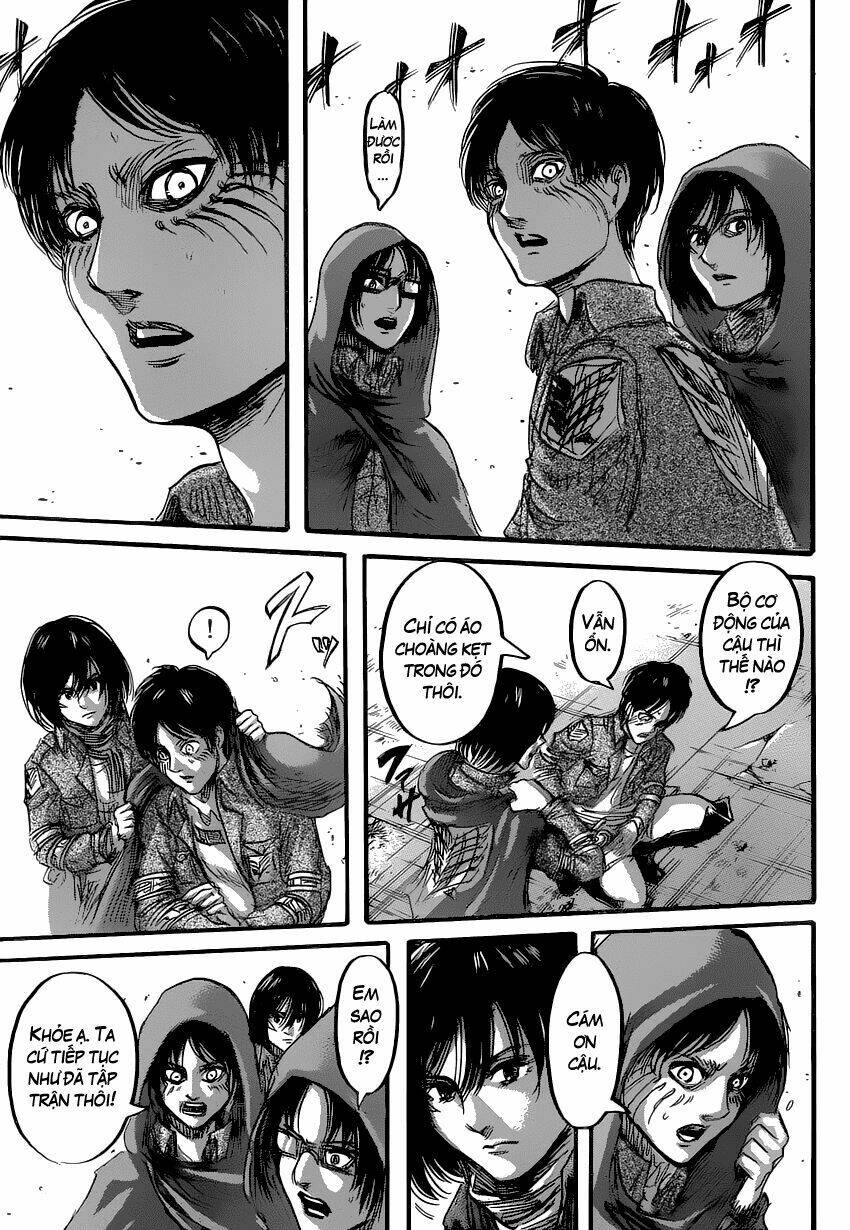 LÀM
ĐƯỢC
RỒI
...
BỘ CƠ
ĐỘNG CỦA
CẬU THÌ
THẾ NÀO
!?
VẪN
ỔN.
CHỈ CÓ ÁO
CHOÀNG KẸT
TRONG ĐÓ
THÔI.
!
CÁM
ƠN
CẬU.
EM
SAO
RỒI
!?
KHỎE Ạ. TA
CỨ TIẾP TỤC
NHƯ ĐÃ TẬP
TRẬN THÔI!